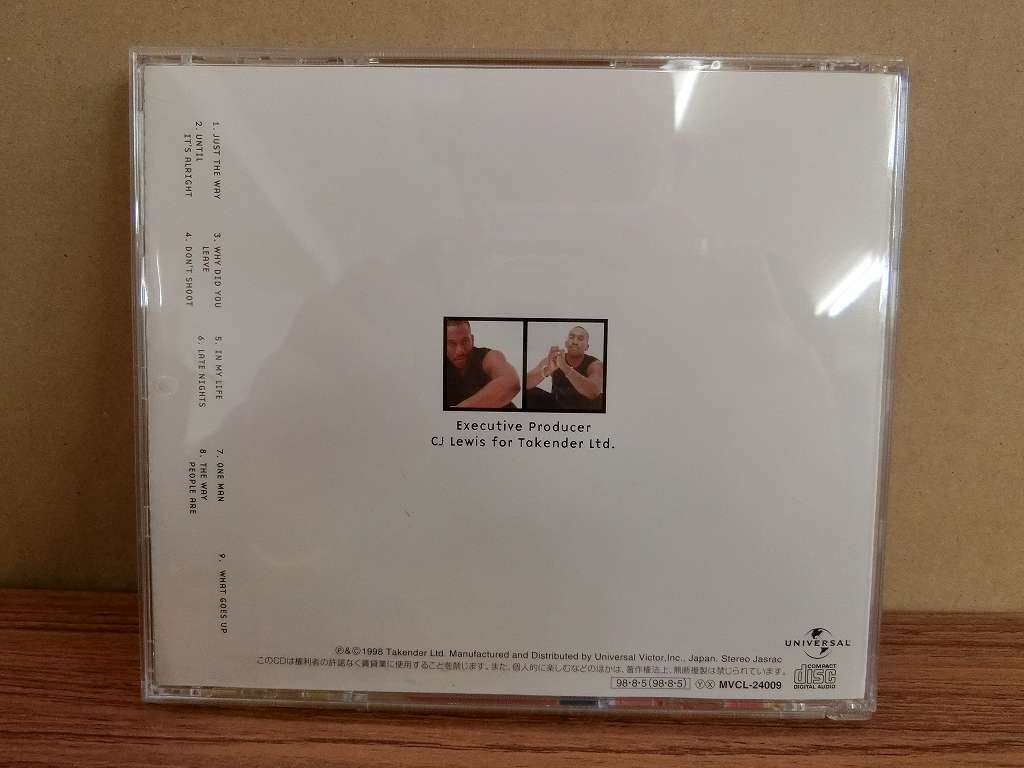 1. JUST THE WAY
2. UNTIL
IT'S ALRIGHT
3. WHY DID YOU
LEAVE
4. DON'T SHOOT
5. IN MY LIFE
6. LATE NIGHTS
7. ONE MAN
8. THE WAY
PEOPLE ARE
9. WHAT GOES UP
Executive Producer
CJ Lewis for Takender Ltd.
UNIVERSAL
℗&©1998 Takender Ltd. Manufactured and Distributed by Universal Victor,Inc., Japan. Stereo Jasrac
このCDは権利者の許諾なく賃貸業に使用することを禁じます。また、個人的に楽しむなどのほかは、著作権法上、無断複製は禁じられています。
98・8・5(98・8・5) Ⓨ Ⓧ MVCL-24009
COMPACT
disc
DIGITAL AUDIO